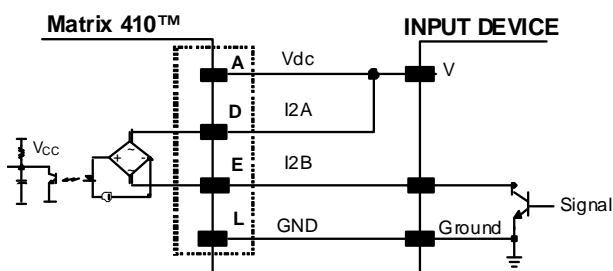 Matrix 410™ INPUT DEVICE
A Vdc V
D I2A
VCC
E I2B
Signal
L GND Ground
+ ~ - ~